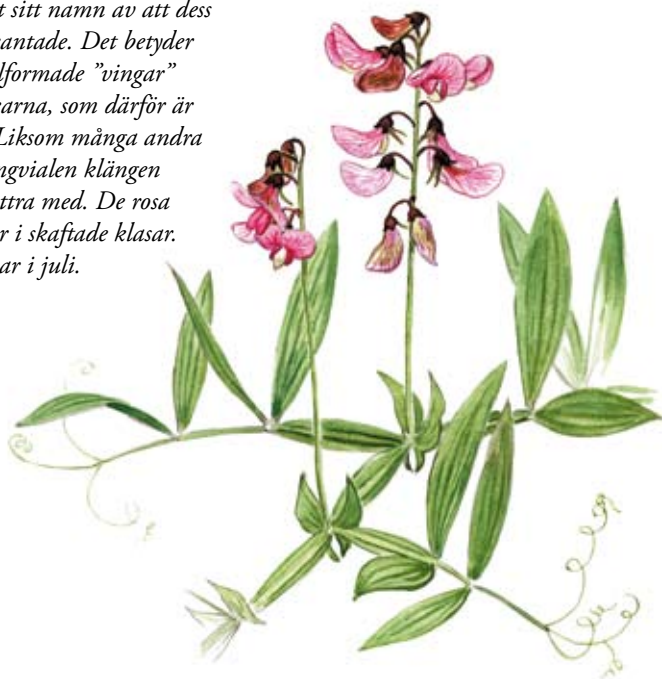 t sitt namn av att dess
antade. Det betyder
lformade ”vingar”
arna, som därför är
Liksom många andra
ngvialen klängen
ttra med. De rosa
r i skaftade klasar.
ar i juli.